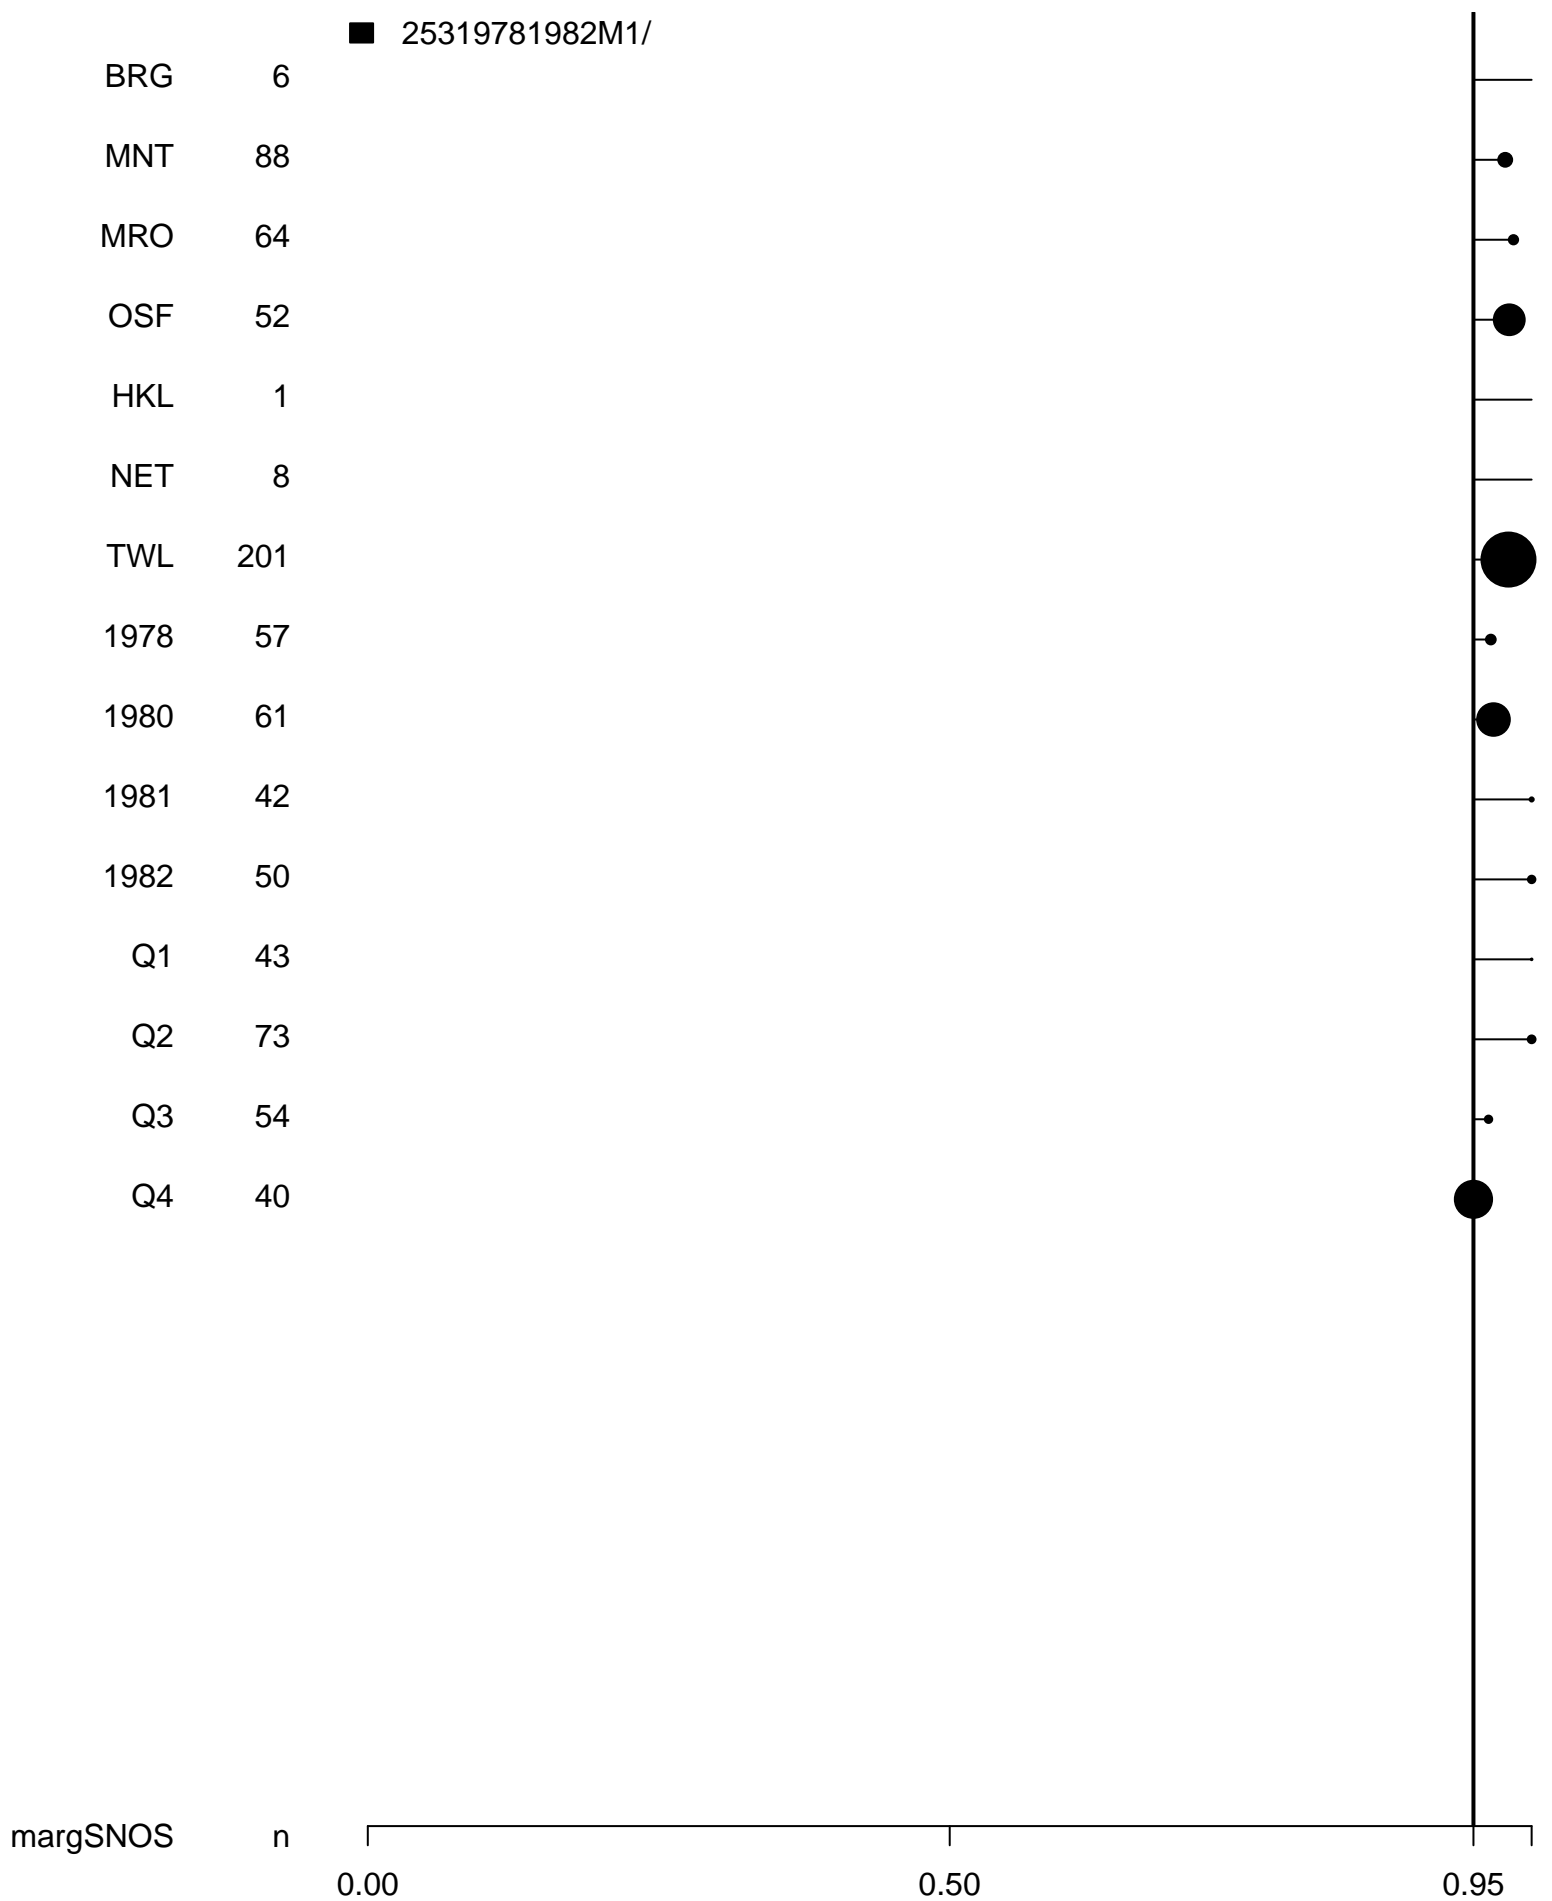 25319781982M1/
BRG 6
MNT 88
MRO 64
OSF 52
HKL 1
NET 8
TWL 201
1978 57
1980 61
1981 42
1982 50
Q1 43
Q2 73
Q3 54
Q4 40
margSNOS n
0.00 0.50 0.95